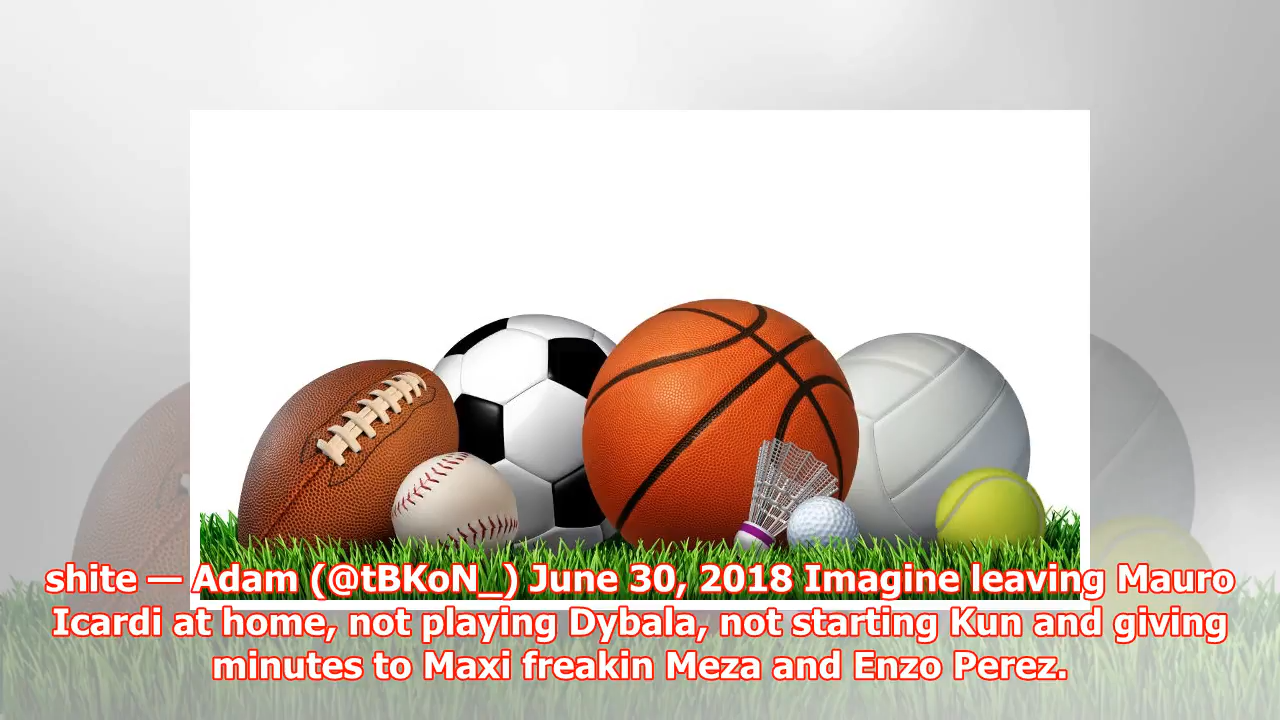 shite — Adam (@tBKoN_) June 30, 2018 Imagine leaving Mauro
Icardi at home, not playing Dybala, not starting Kun and giving
minutes to Maxi freakin Meza and Enzo Perez.